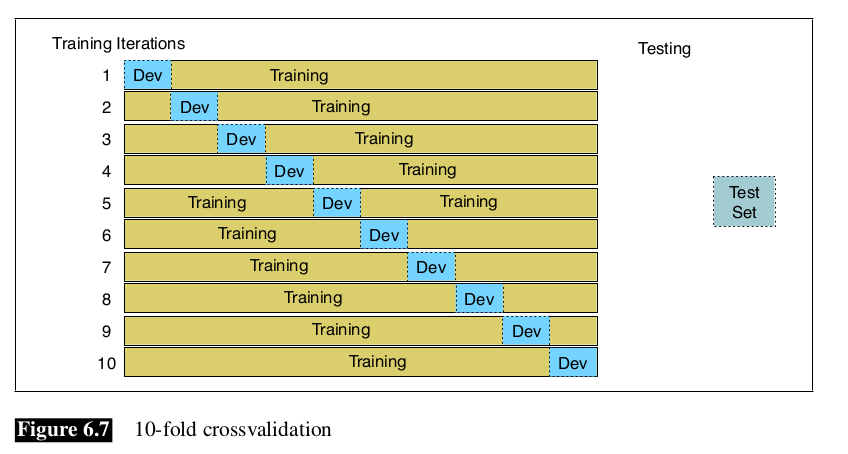 Training Iterations
Testing
1 Dev Training
2 Dev Training
3 Dev Training
4 Dev Training
5 Training Dev Training
6 Training Dev
7 Training Dev
8 Training Dev
9 Training Dev
10 Training Dev
Test
Set
Figure 6.7 10-fold crossvalidation